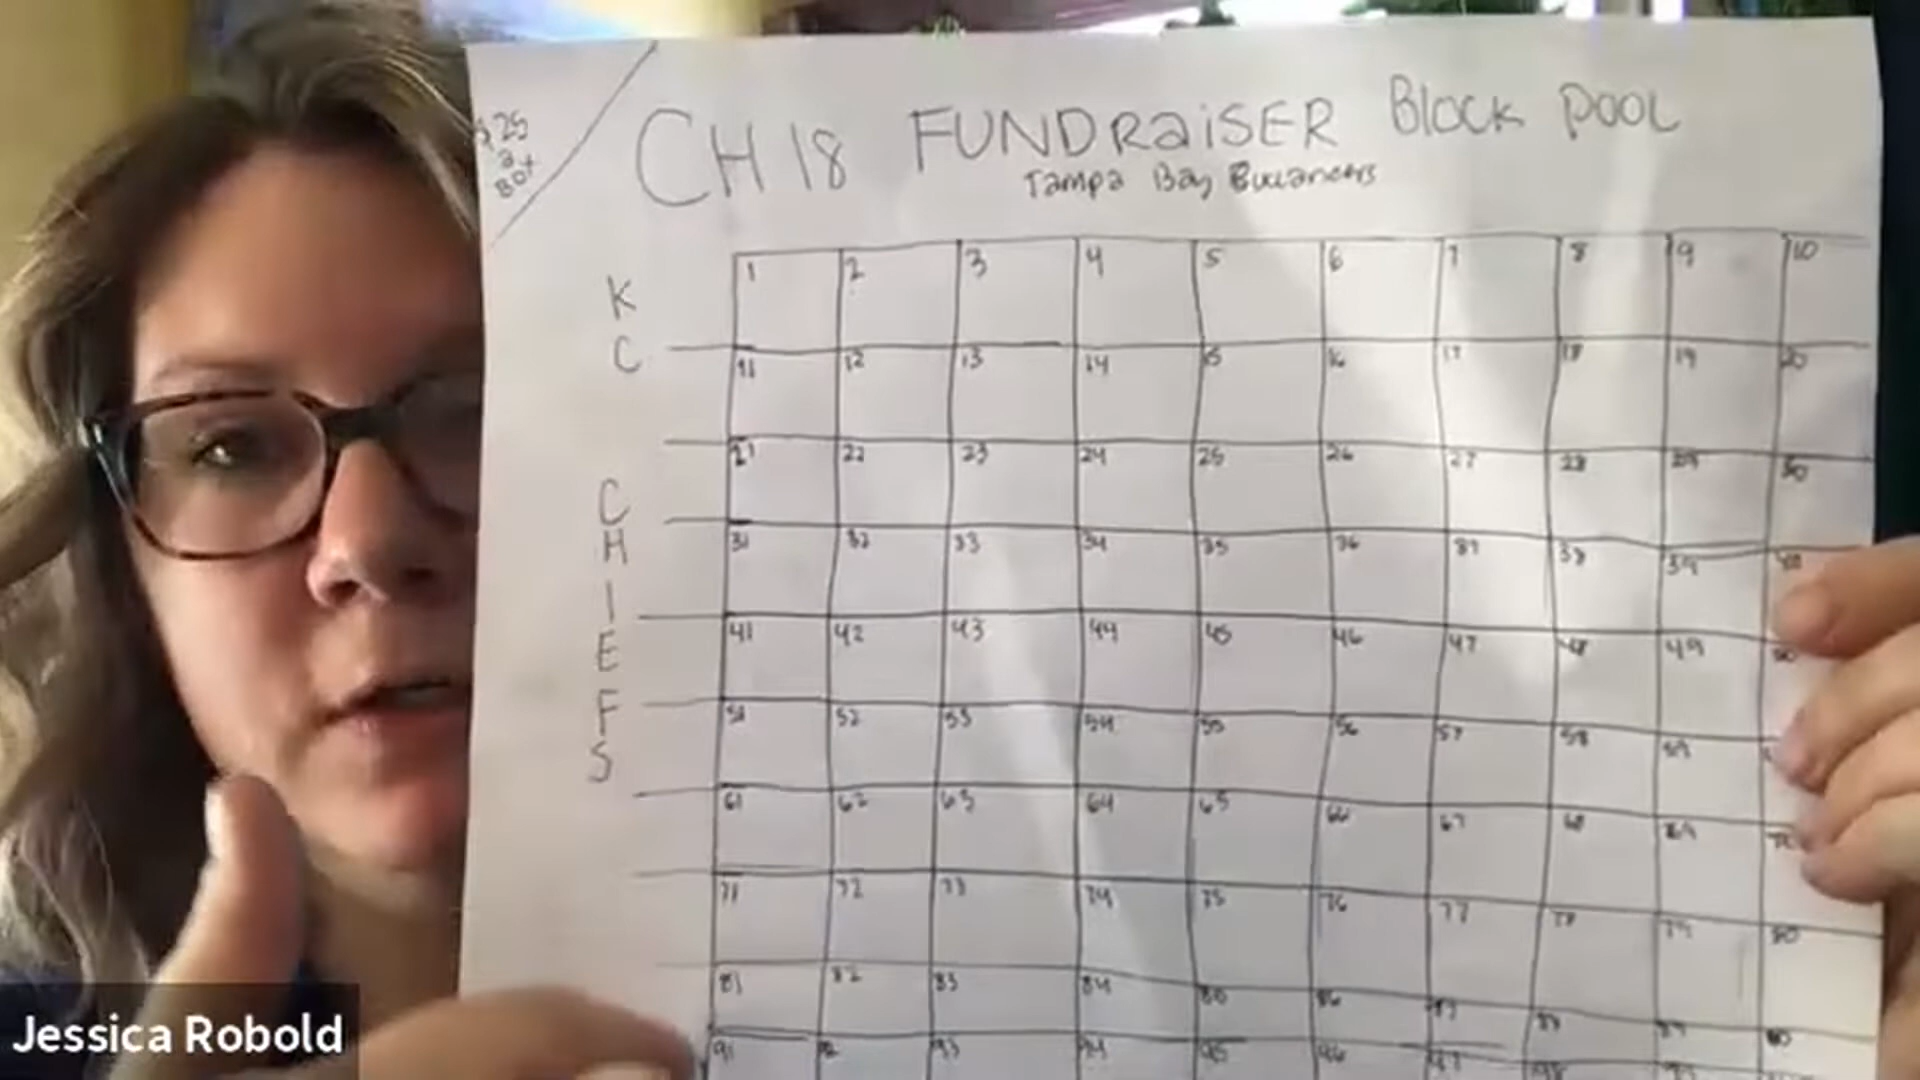 $25
a
Box
CH 18 FUNDRaiSER Block POOL
Tampa Bay Buccaneers
K
C
C
H
I
E
F
S
1 2 3 4 5 6 7 8 9 10
11 12 13 14 15 16 17 18 19 20
21 22 23 24 25 26 27 28 29 30
31 32 33 34 35 36 37 38 39 40
41 42 43 44 45 46 47 48 49 50
51 52 53 54 55 56 57 58 59
61 62 63 64 65 66 67 68 69 70
71 72 73 74 75 76 77 78 79 80
81 82 83 84 85 86 87 88 89 90
91 92 93 94 95 96 97 98 99
Jessica Robold